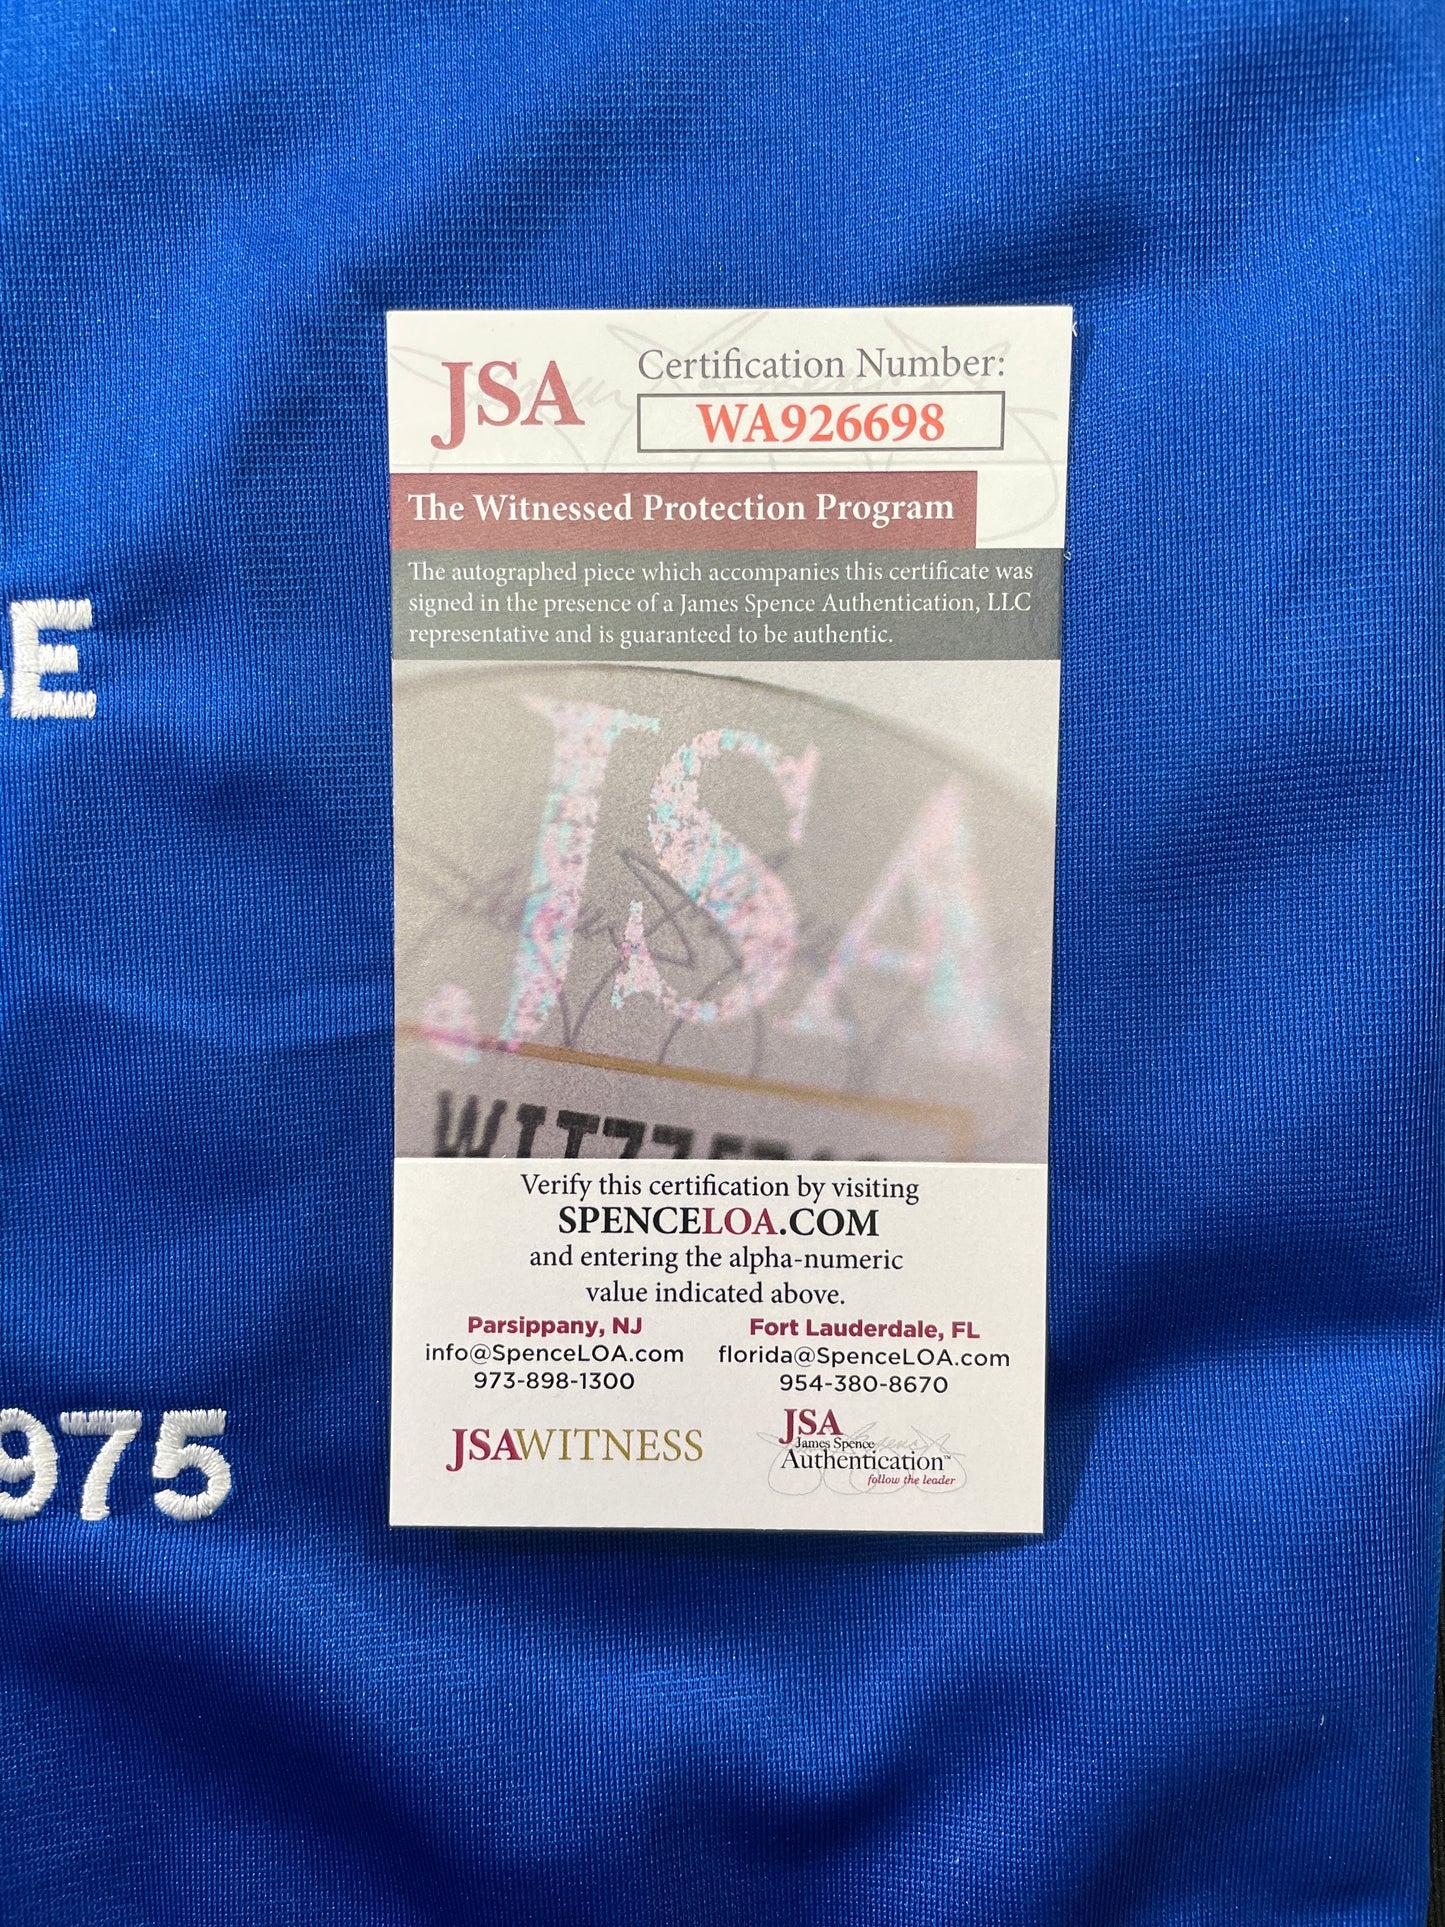 JSA
Certification Number:
WA926698
The Witnessed Protection Program
The autographed piece which accompanies this certificate was
signed in the presence of a James Spence Authentication, LLC
representative and is guaranteed to be authentic.
E
JSA
Verify this certification by visiting
SPENCELOA.COM
and entering the alpha-numeric
value indicated above.
Parsippany, NJ
info@SpenceLOA.com
973-898-1300
Fort Lauderdale, FL
florida@SpenceLOA.com
954-380-8670
975
JSAWITNESS
JSA
James Spence
Authentication™
follow the leader